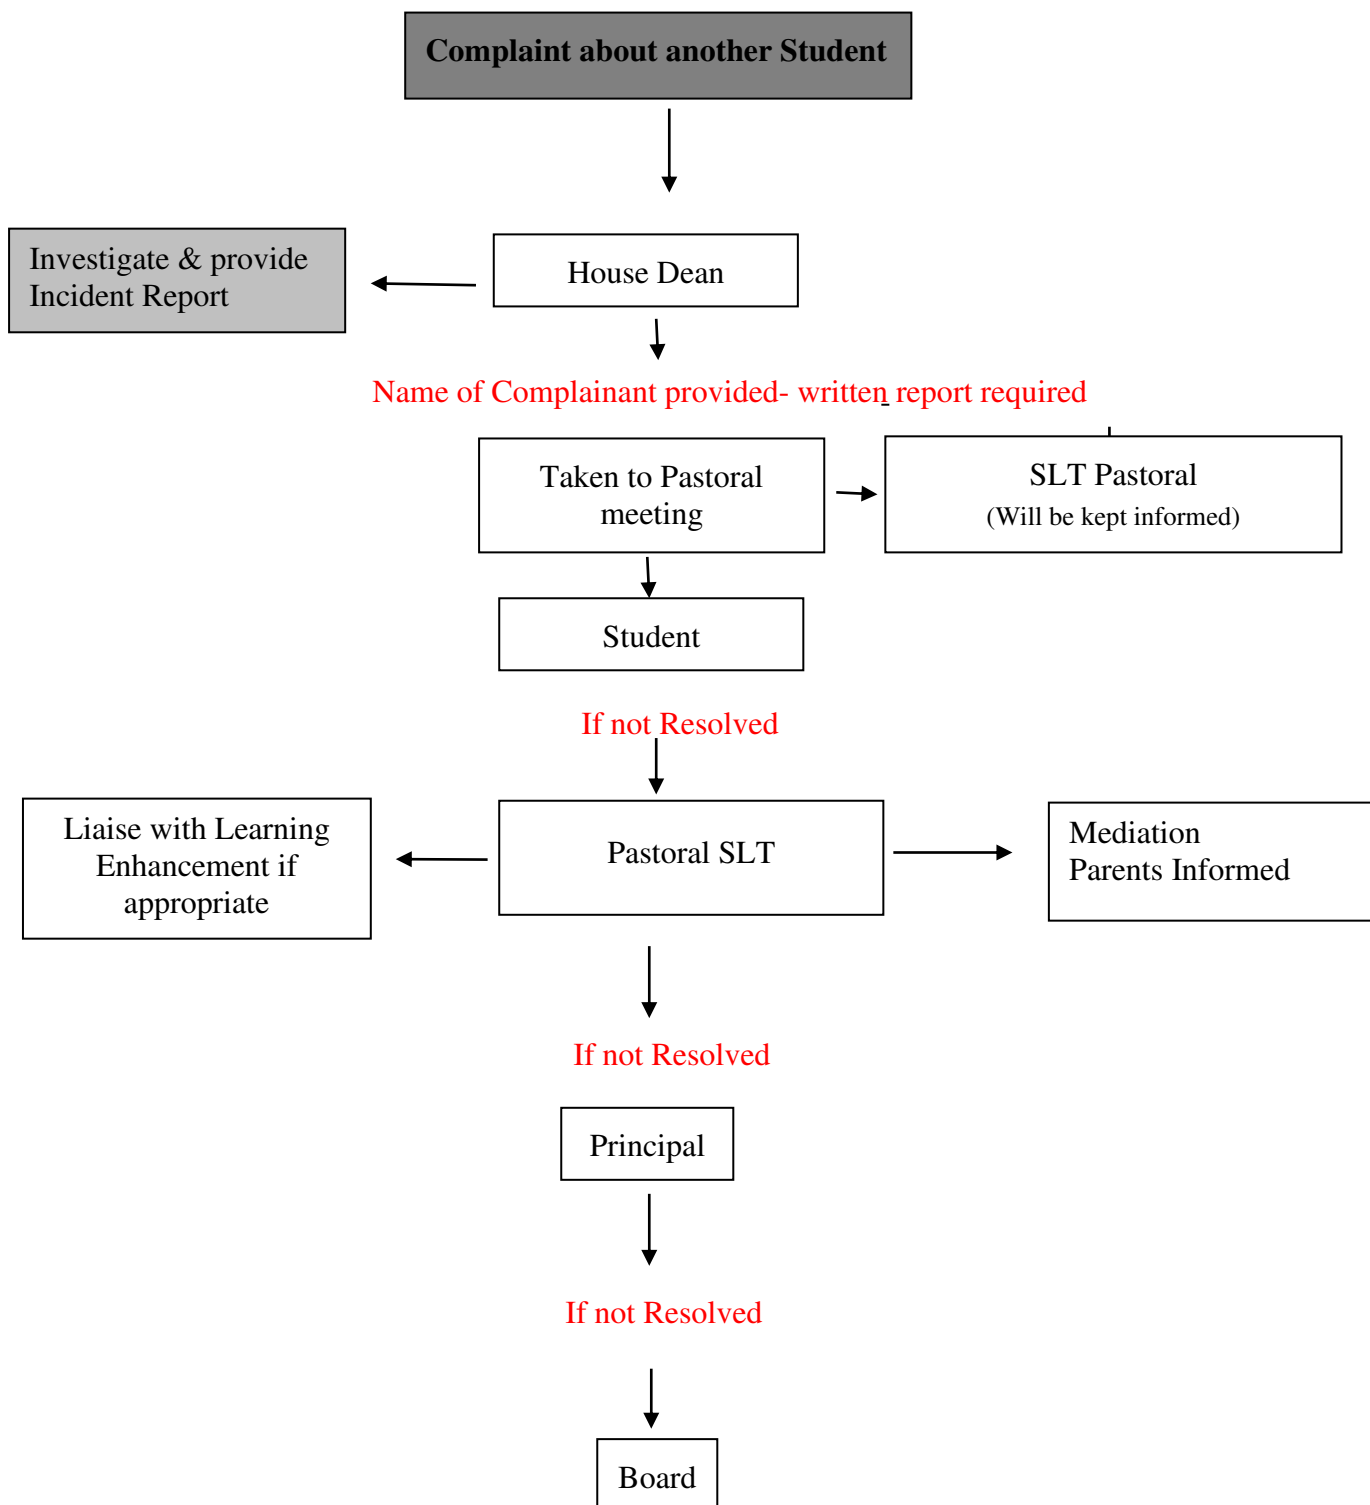 Complaint about another Student
Investigate & provide
Incident Report
House Dean
Name of Complainant provided- written report required
Taken to Pastoral
meeting
SLT Pastoral
(Will be kept informed)
Student
If not Resolved
Liaise with Learning
Enhancement if
appropriate
Pastoral SLT
Mediation
Parents Informed
If not Resolved
Principal
If not Resolved
Board